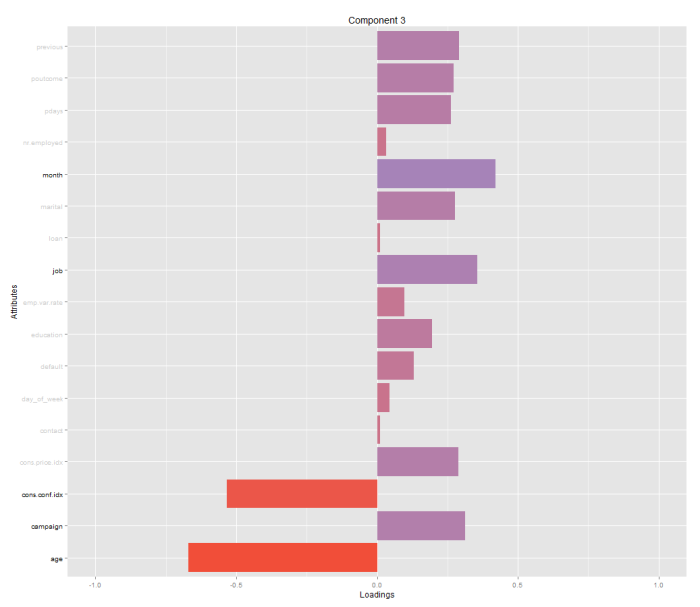 Component 3
previous
poutcome
pdays
nr.employed
month
marital
loan
job
emp.var.rate
education
default
day_of_week
contact
cons.price.idx
cons.conf.idx
campaign
age
Attributes
-1.0
-0.5
0.0
0.5
1.0
Loadings